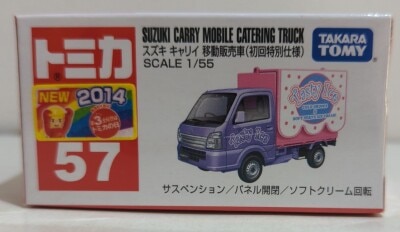 トミカ
SUZUKI CARRY MOBILE CATERING TRUCK
スズキ キャリイ 移動販売車(初回特別仕様)
SCALE 1/55
TAKARA TOMY
NEW
2014
57
サスペンション/パネル開閉/ソフトクリーム回転